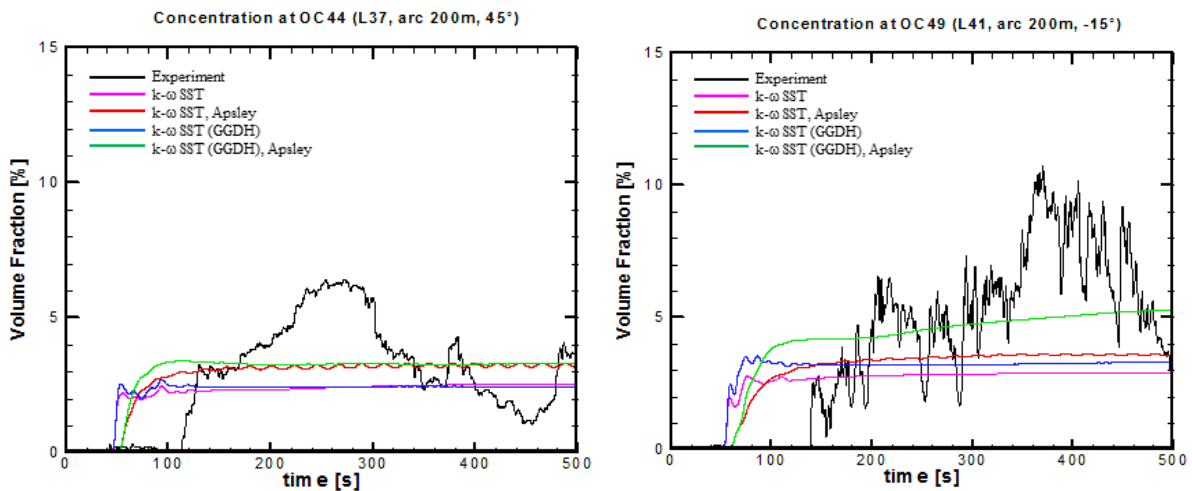 Concentration at OC44 (L37, arc 200m, 45°)
15
10
5
0
Volume Fraction [%]
Experiment
k-ω SST
k-ω SST, Apsley
k-ω SST (GGDH)
k-ω SST (GGDH), Apsley
0 100 200 300 400 500
time [s]
Concentration at OC49 (L41, arc 200m, -15°)
15
10
5
0
Volume Fraction [%]
Experiment
k-ω SST
k-ω SST, Apsley
k-ω SST (GGDH)
k-ω SST (GGDH), Apsley
0 100 200 300 400 500
time [s]